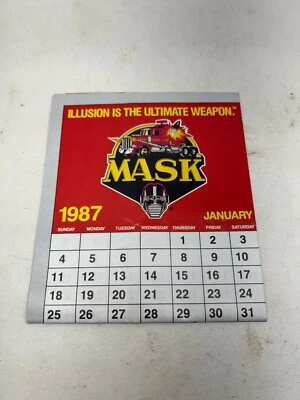 ILLUSION IS THE ULTIMATE WEAPON.™
MASK
1987 JANUARY
SUNDAY MONDAY TUESDAY WEDNESDAY THURSDAY FRIDAY SATURDAY
1 2 3
4 5 6 7 8 9 10
11 12 13 14 15 16 17
18 19 20 21 22 23 24
25 26 27 28 29 30 31